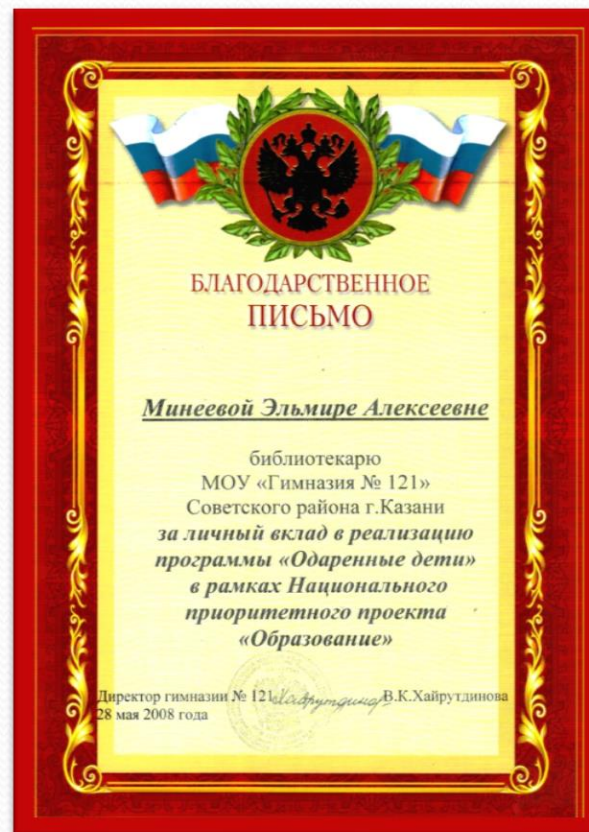 БЛАГОДАРСТВЕННОЕ
ПИСЬМО
Минеевой Эльмире Алексеевне
библиотекарю
МОУ «Гимназия № 121»
Советского района г.Казани
за личный вклад в реализацию
программы «Одаренные дети»
в рамках Национального
приоритетного проекта
«Образование»
Директор гимназии № 121 В.К.Хайрутдинова
28 мая 2008 года